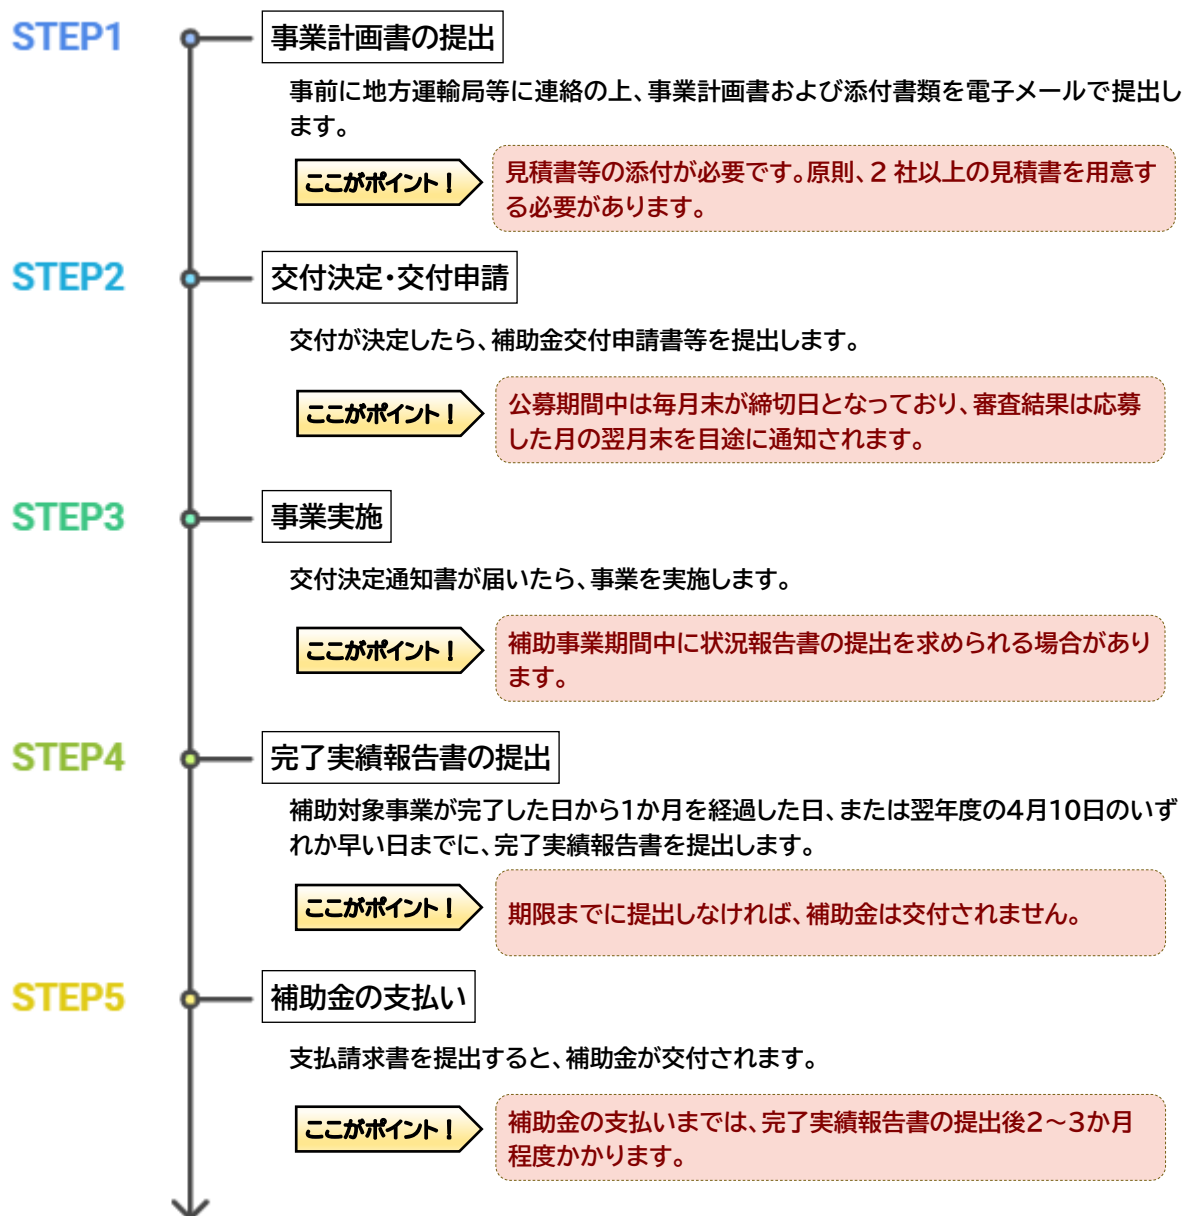 STEP1
事業計画書の提出
事前に地方運輸局等に連絡の上、事業計画書および添付書類を電子メールで提出し
ます。
ここがポイント！
見積書等の添付が必要です。原則、2 社以上の見積書を用意す
る必要があります。
STEP2
交付決定・交付申請
交付が決定したら、補助金交付申請書等を提出します。
ここがポイント！
公募期間中は毎月末が締切日となっており、審査結果は応募
した月の翌月末を目途に通知されます。
STEP3
事業実施
交付決定通知書が届いたら、事業を実施します。
ここがポイント！
補助事業期間中に状況報告書の提出を求められる場合があり
ます。
STEP4
完了実績報告書の提出
補助対象事業が完了した日から1か月を経過した日、または翌年度の4月10日のいず
れか早い日までに、完了実績報告書を提出します。
ここがポイント！
期限までに提出しなければ、補助金は交付されません。
STEP5
補助金の支払い
支払請求書を提出すると、補助金が交付されます。
ここがポイント！
補助金の支払いまでは、完了実績報告書の提出後2～3か月
程度かかります。